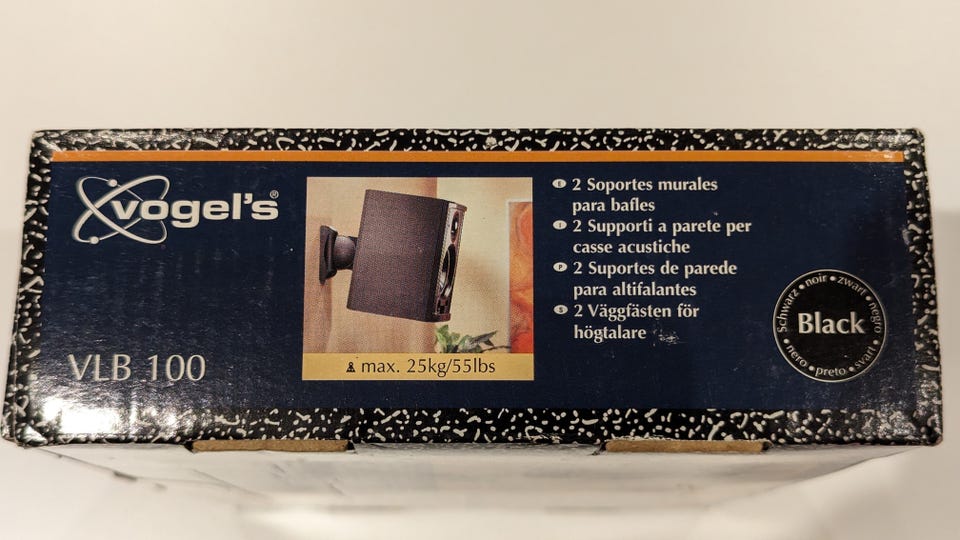 vogel's®
VLB 100
max. 25kg/55lbs
E 2 Soportes murales
para bafles
I 2 Supporti a parete per
casse acustiche
P 2 Suportes de parede
para altifalantes
S 2 Väggfästen för
högtalare
Schwarz • noir • zwart • negro
Black
nero • preto • svart